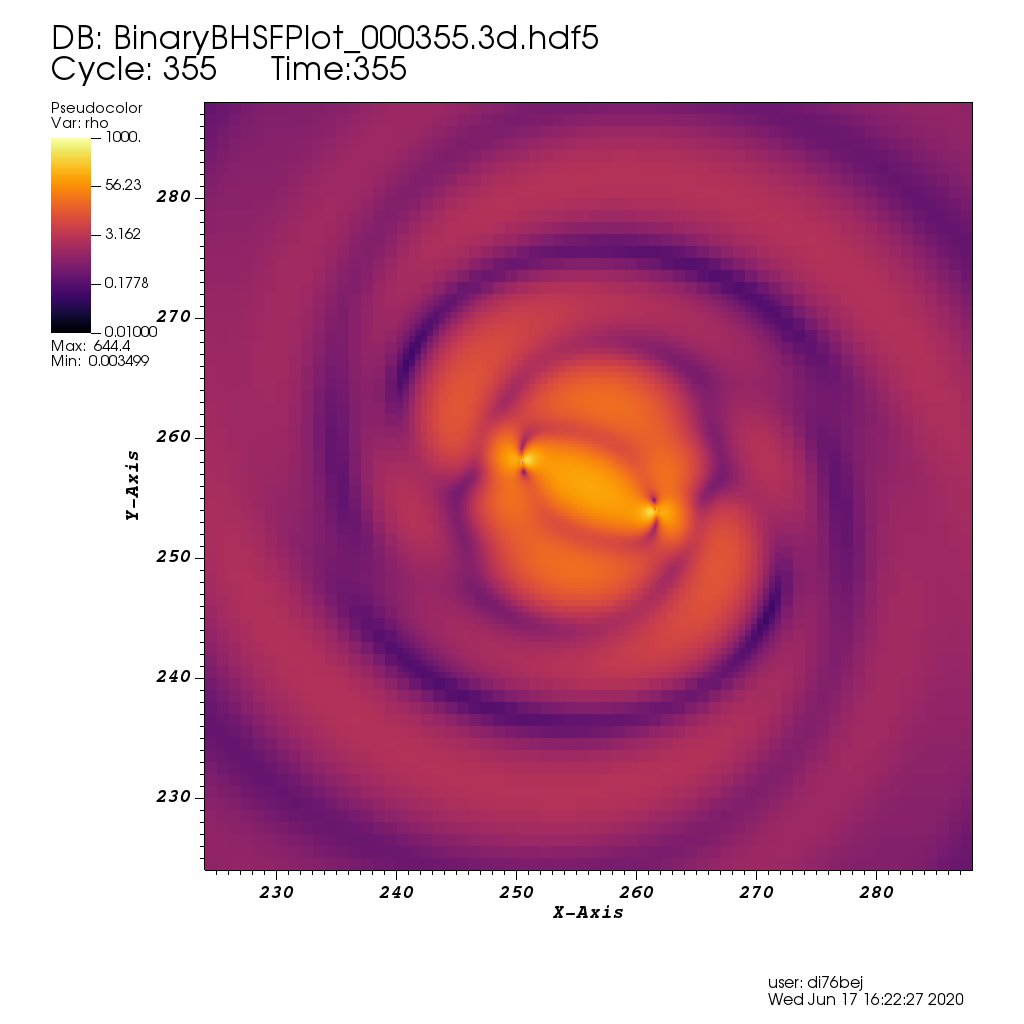 DB: BinaryBHSFPlot_000355.3d.hdf5
Cycle: 355 Time:355
Pseudocolor
Var: rho
1000.
56.23
3.162
0.1778
0.01000
Max: 644.4
Min: 0.003499
280
270
260
250
240
230
Y-Axis
230 240 250 260 270 280
X-Axis
user: di76bej
Wed Jun 17 16:22:27 2020